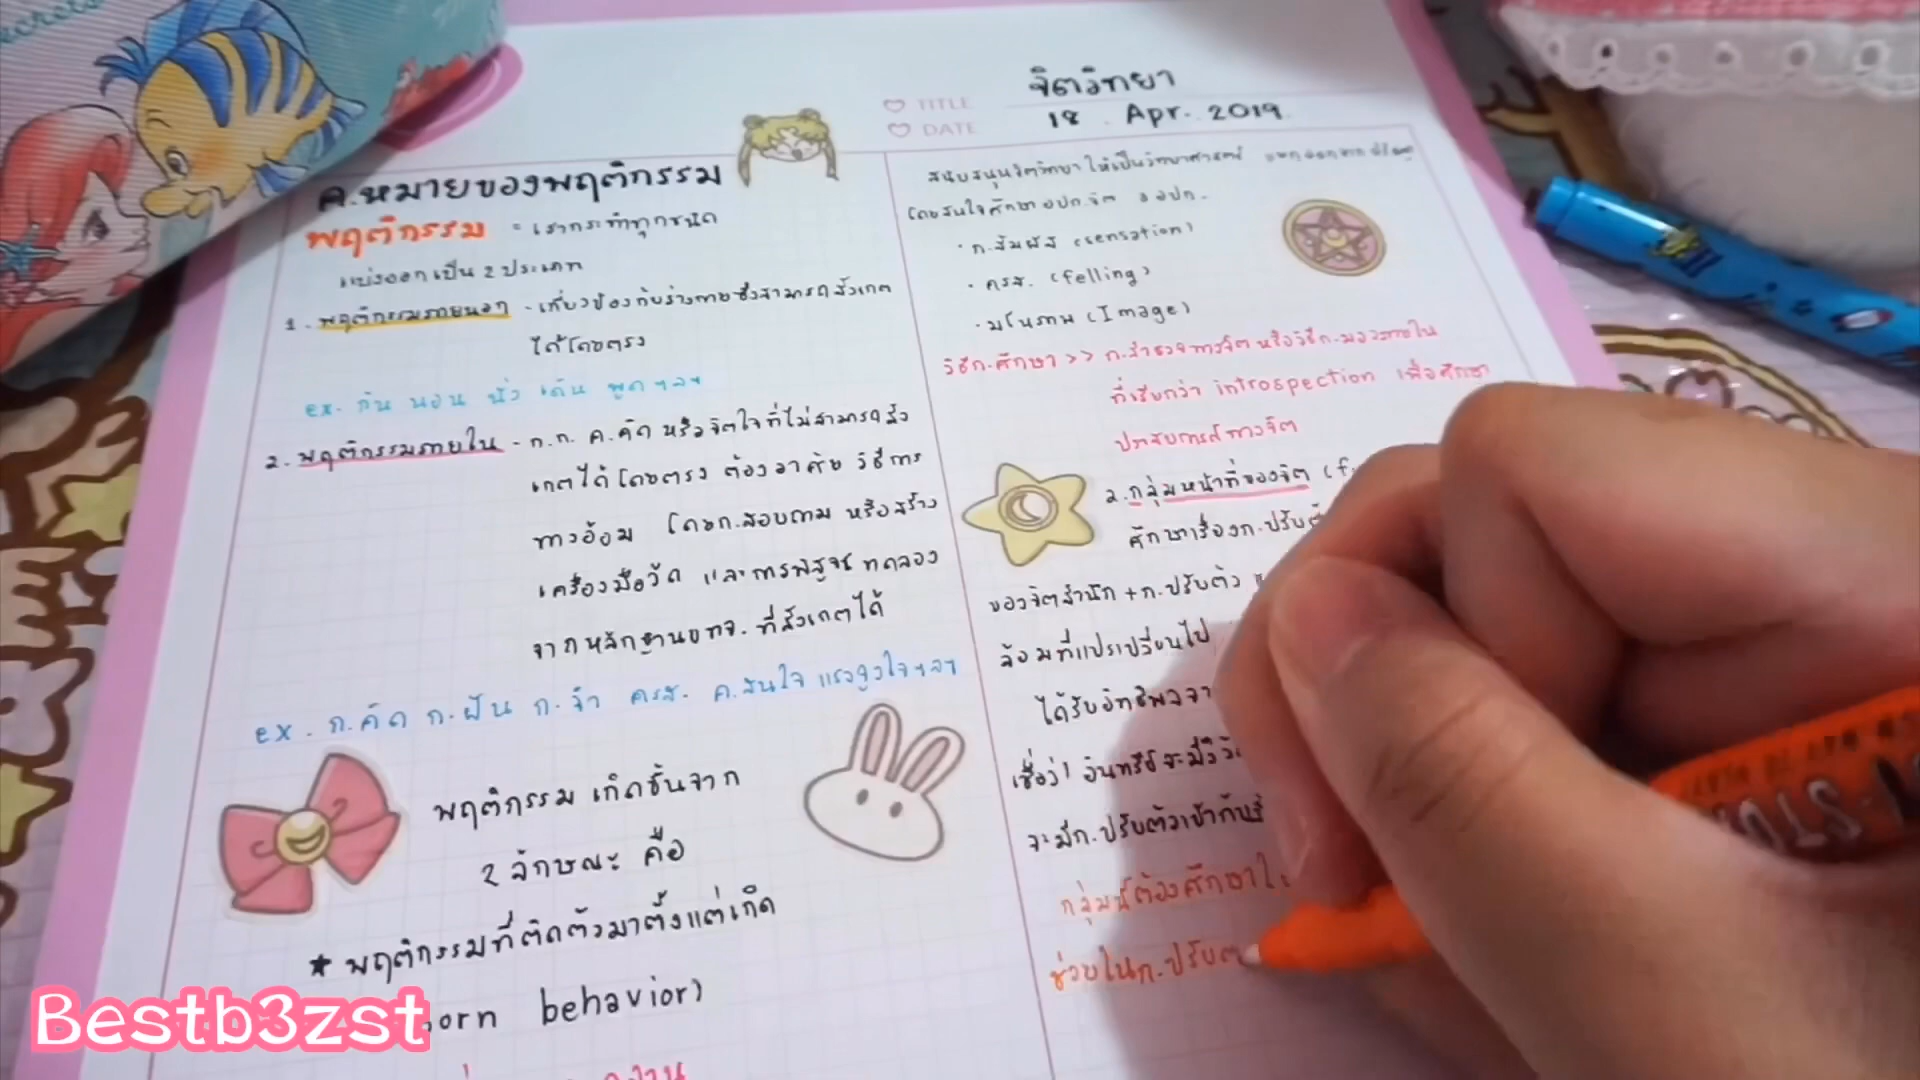 TITLE จิตวิทยา
DATE 18 Apr. 2019
ค.หมายของพฤติกรรม
พฤติกรรม = เรากระทำทุกชนิด
แบ่งออกเป็น 2 ประเภท
1. พฤติกรรมภายนอก - เกี่ยวข้องกับร่างกายซึ่งสามารถสังเกต
ได้โดยตรง
ex. กิน นอน นั่ง เดิน พูด ฯลฯ
2. พฤติกรรมภายใน - ก.ก. ค.คิด หรือจิตใจที่ไม่สามารถสัง
เกตได้โดยตรง ต้องอาศัย วิธีการ
ทางอ้อม โดยก.สอบถาม หรือสร้าง
เครื่องมือวัด และการพิสูจน์ ทดลอง
จากหลักฐานขทจ. ที่สังเกตได้
ex. ก.คิด ก.ฝัน ก.จำ ครส. ค.สนใจ แรงจูงใจฯลฯ
พฤติกรรม เกิดขึ้นจาก
2 ลักษณะ คือ
* พฤติกรรมที่ติดตัวมาตั้งแต่เกิด
orn behavior)
สนับสนุนจิตวิทยา ให้เป็นวิทยาศาสตร์
โดยสนใจศึกษา
• ก.สัมผัส (sensation)
• ครส. (felling)
• มโนภาพ (Image)
วิธีก.ศึกษา >> ก.สำรวจทางจิต หรือวิธีก.มองภายใน
ที่เรียกว่า introspection เพื่อศึกษา
ประสบการณ์ทางจิต
2. กลุ่มหน้าที่ของจิต (f
ศึกษาเรื่องก.ปรับตั
ของจิตสำนึก + ก.ปรับตัว
ล้อมที่แปรเปลี่ยนไป
ได้รับอิทธิพลจา
เชื่อว่า อินทรีย์จะมีวิวั
จะมีก.ปรับตัวเข้ากับสิ่
กลุ่มนี้ต้องศึกษาใ
ช่วยในก.ปรับต
Bestb3zst